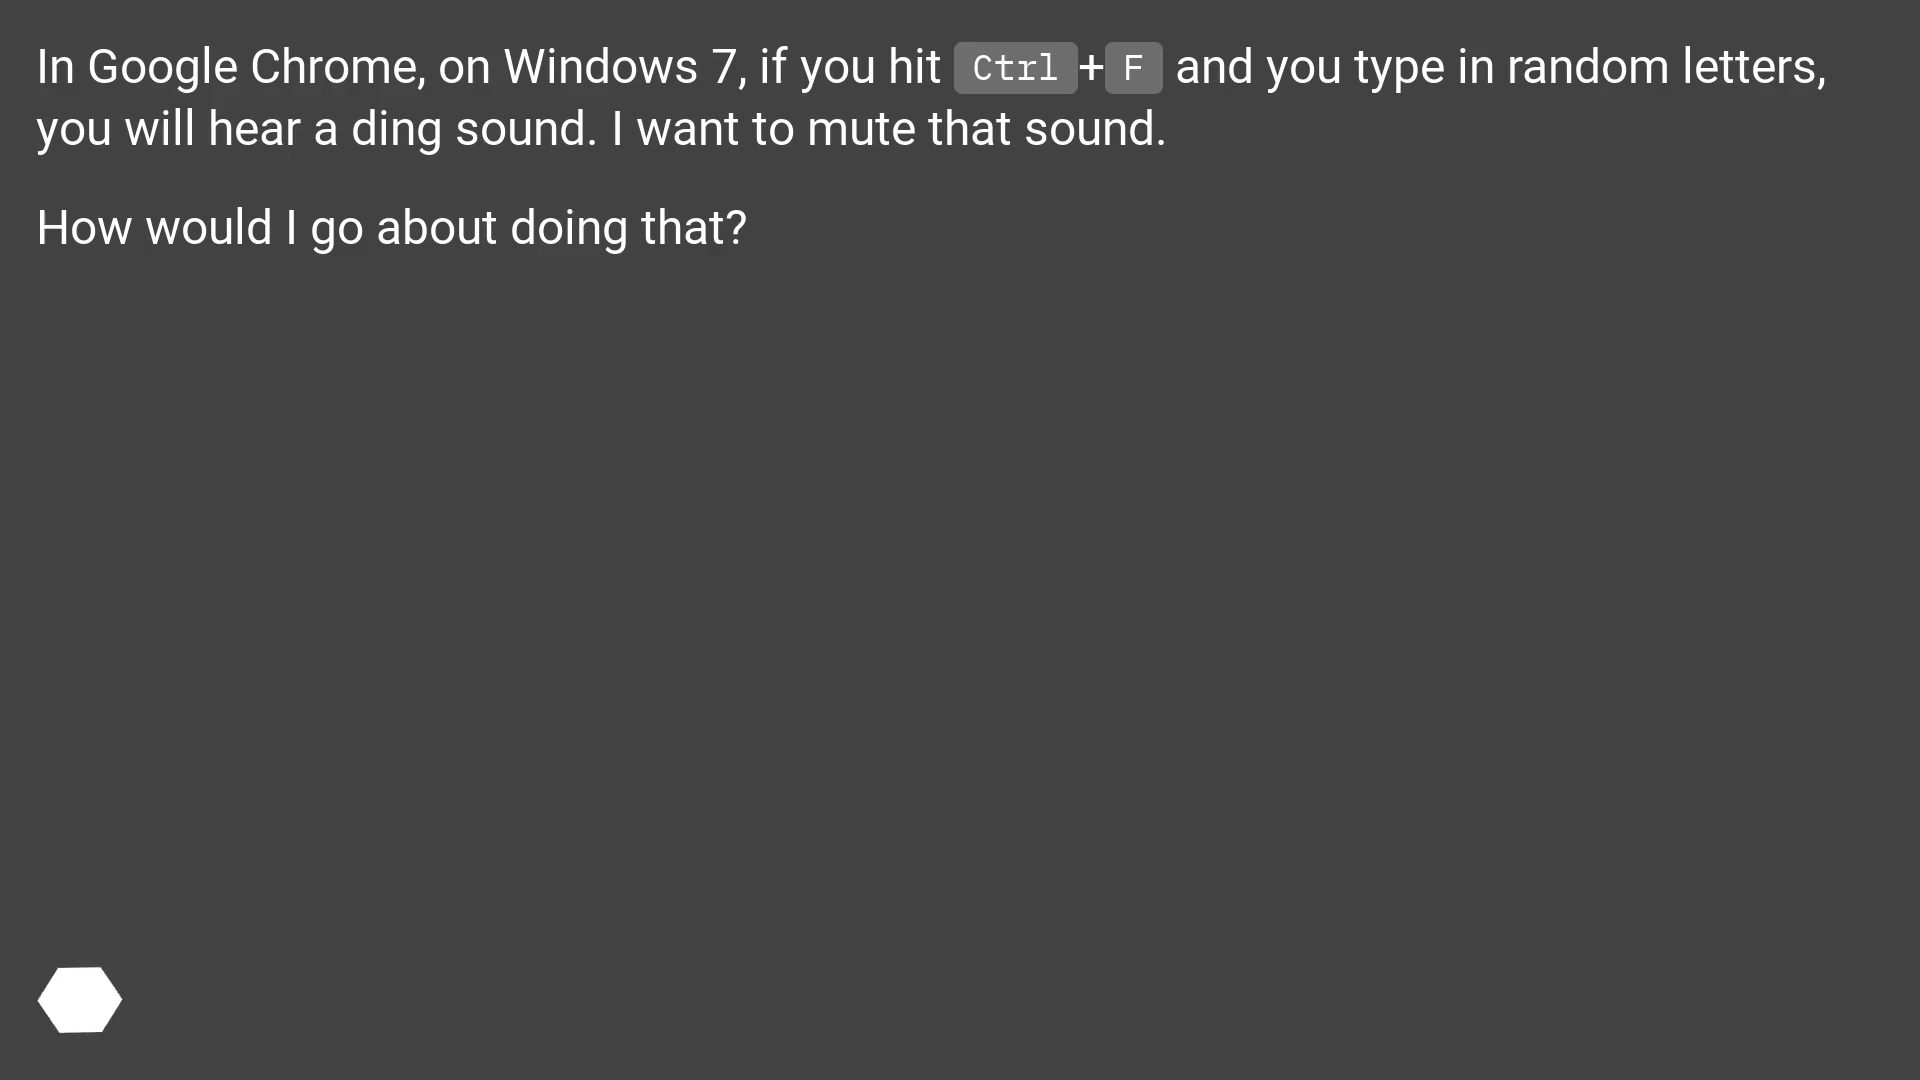 In Google Chrome, on Windows 7, if you hit Ctrl+F and you type in random letters,
you will hear a ding sound. I want to mute that sound.
How would I go about doing that?